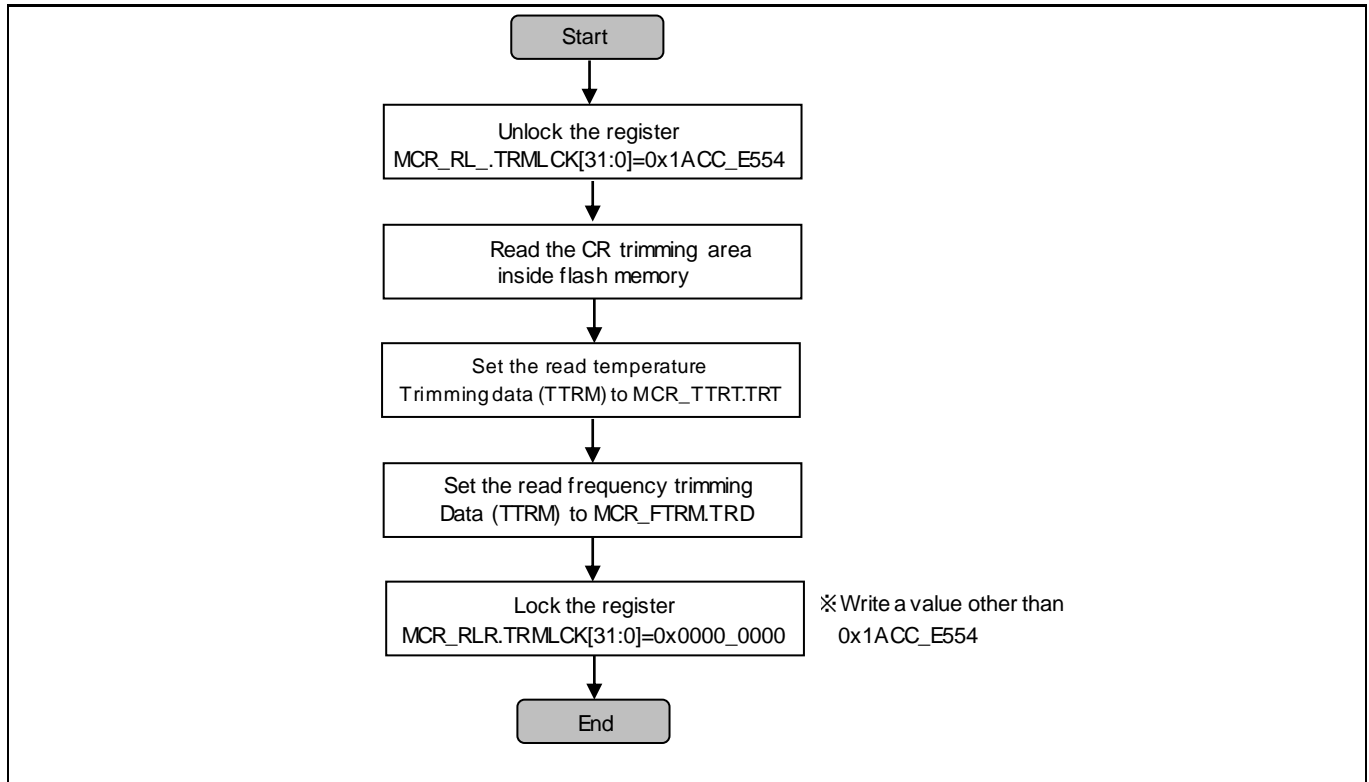 Start
Unlock the register
MCR_RL_.TRMLCK[31:0]=0x1ACC_E554
Read the CR trimming area
inside flash memory
Set the read temperature
Trimming data (TTRM) to MCR_TTRT.TRT
Set the read frequency trimming
Data (TTRM) to MCR_FTRM.TRD
Lock the register
MCR_RLR.TRMLCK[31:0]=0x0000_0000
※Write a value other than
0x1ACC_E554
End